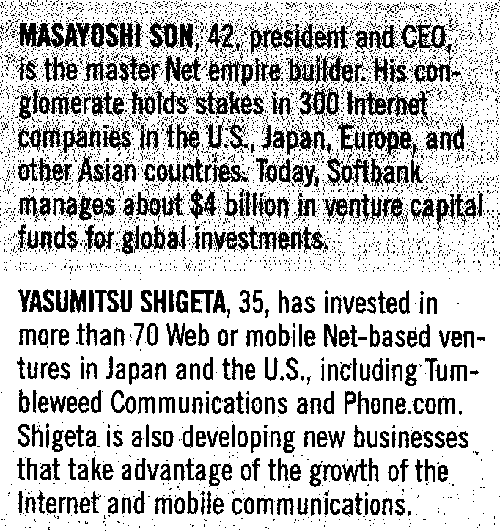 MASAYOSHI SON, 42, president and CEO,
is the master Net empire builder. His con-
glomerate holds stakes in 300 Internet
companies in the U.S., Japan, Europe, and
other Asian countries. Today, Softbank
manages about $4 billion in venture capital
funds for global investments.
YASUMITSU SHIGETA, 35, has invested in
more than 70 Web or mobile Net-based ven-
tures in Japan and the U.S., including Tum-
bleweed Communications and Phone.com.
Shigeta is also developing new businesses
that take advantage of the growth of the
Internet and mobile communications.